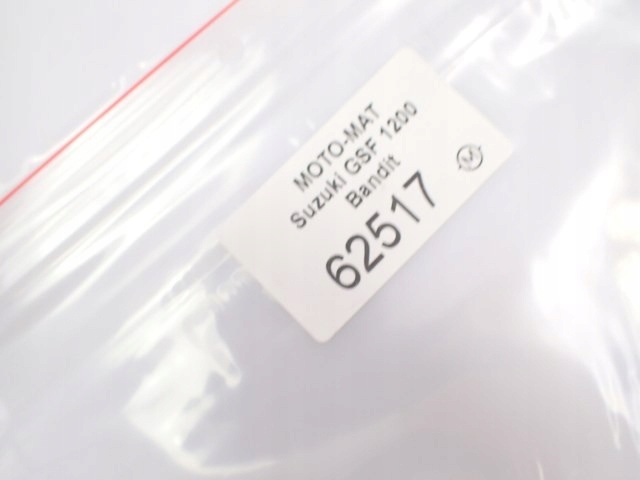 MOTO-MAT
Suzuki GSF 1200
Bandit
62517
M